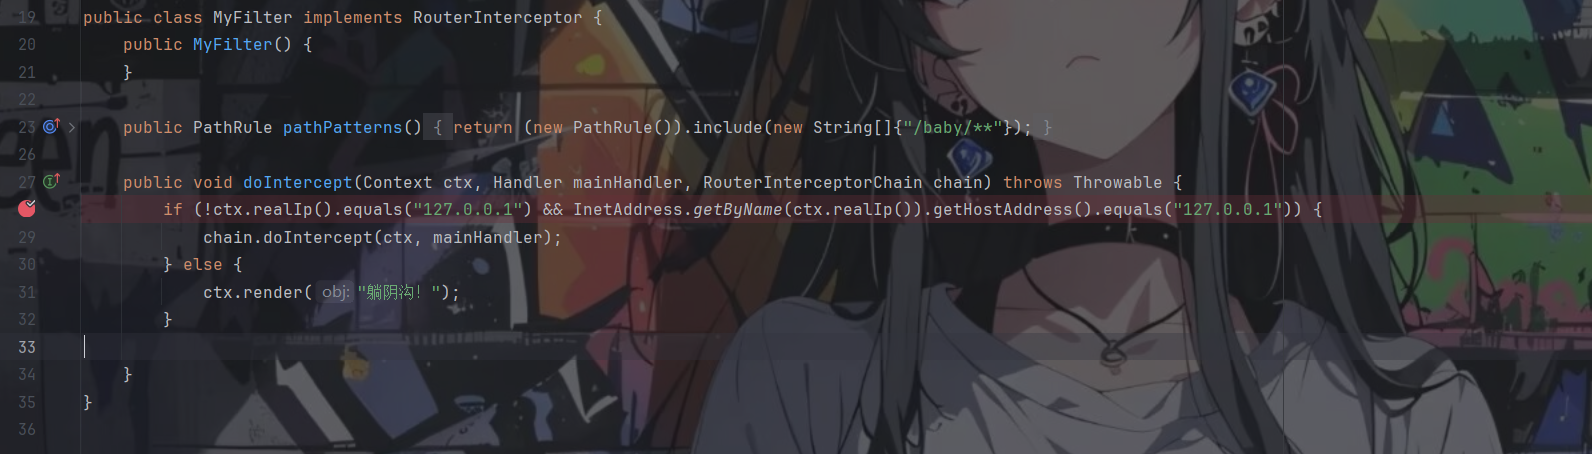 19 public class MyFilter implements RouterInterceptor {
20 public MyFilter() {
21 }
22
23 public PathRule pathPatterns() { return (new PathRule()).include(new String[]{"/baby/**"}); }
26
27 public void doIntercept(Context ctx, Handler mainHandler, RouterInterceptorChain chain) throws Throwable {
if (!ctx.realIp().equals("127.0.0.1") && InetAddress.getByName(ctx.realIp()).getHostAddress().equals("127.0.0.1")) {
29 chain.doIntercept(ctx, mainHandler);
30 } else {
31 ctx.render( obj: "躺阴沟！");
32 }
33
34 }
35 }
36